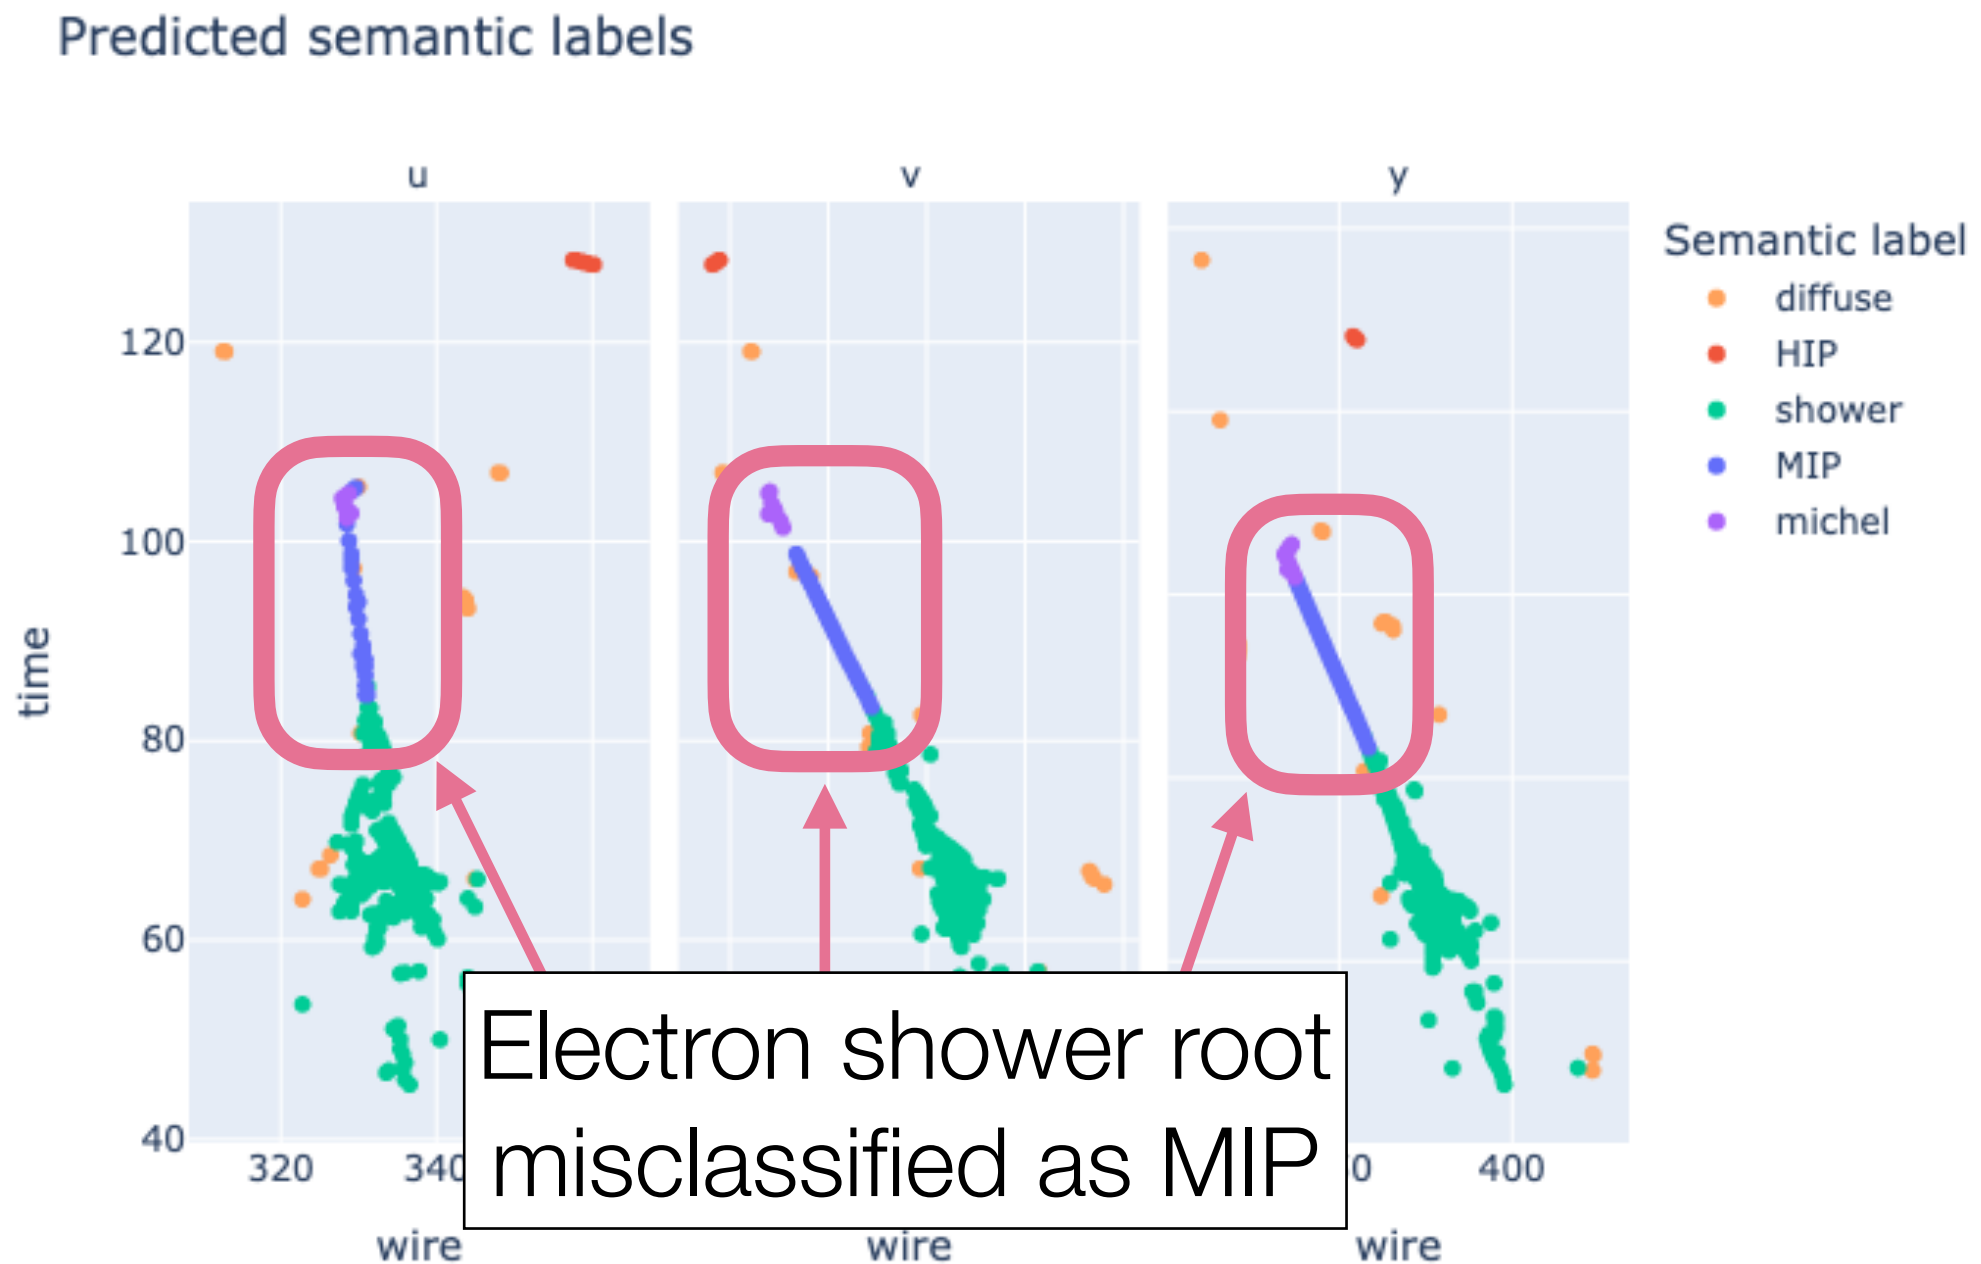 Predicted semantic labels
u
v
y
Semantic label
diffuse
HIP
shower
MIP
michel
time
120
100
80
60
40
320
340
400
Electron shower root
misclassified as MIP
wire
wire
wire